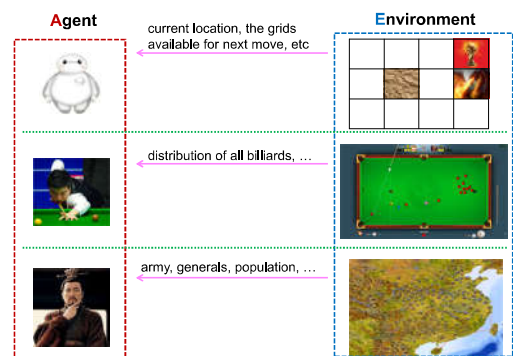 Agent
Environment
current location, the grids
available for next move, etc
distribution of all billiards, …
army, generals, population, …